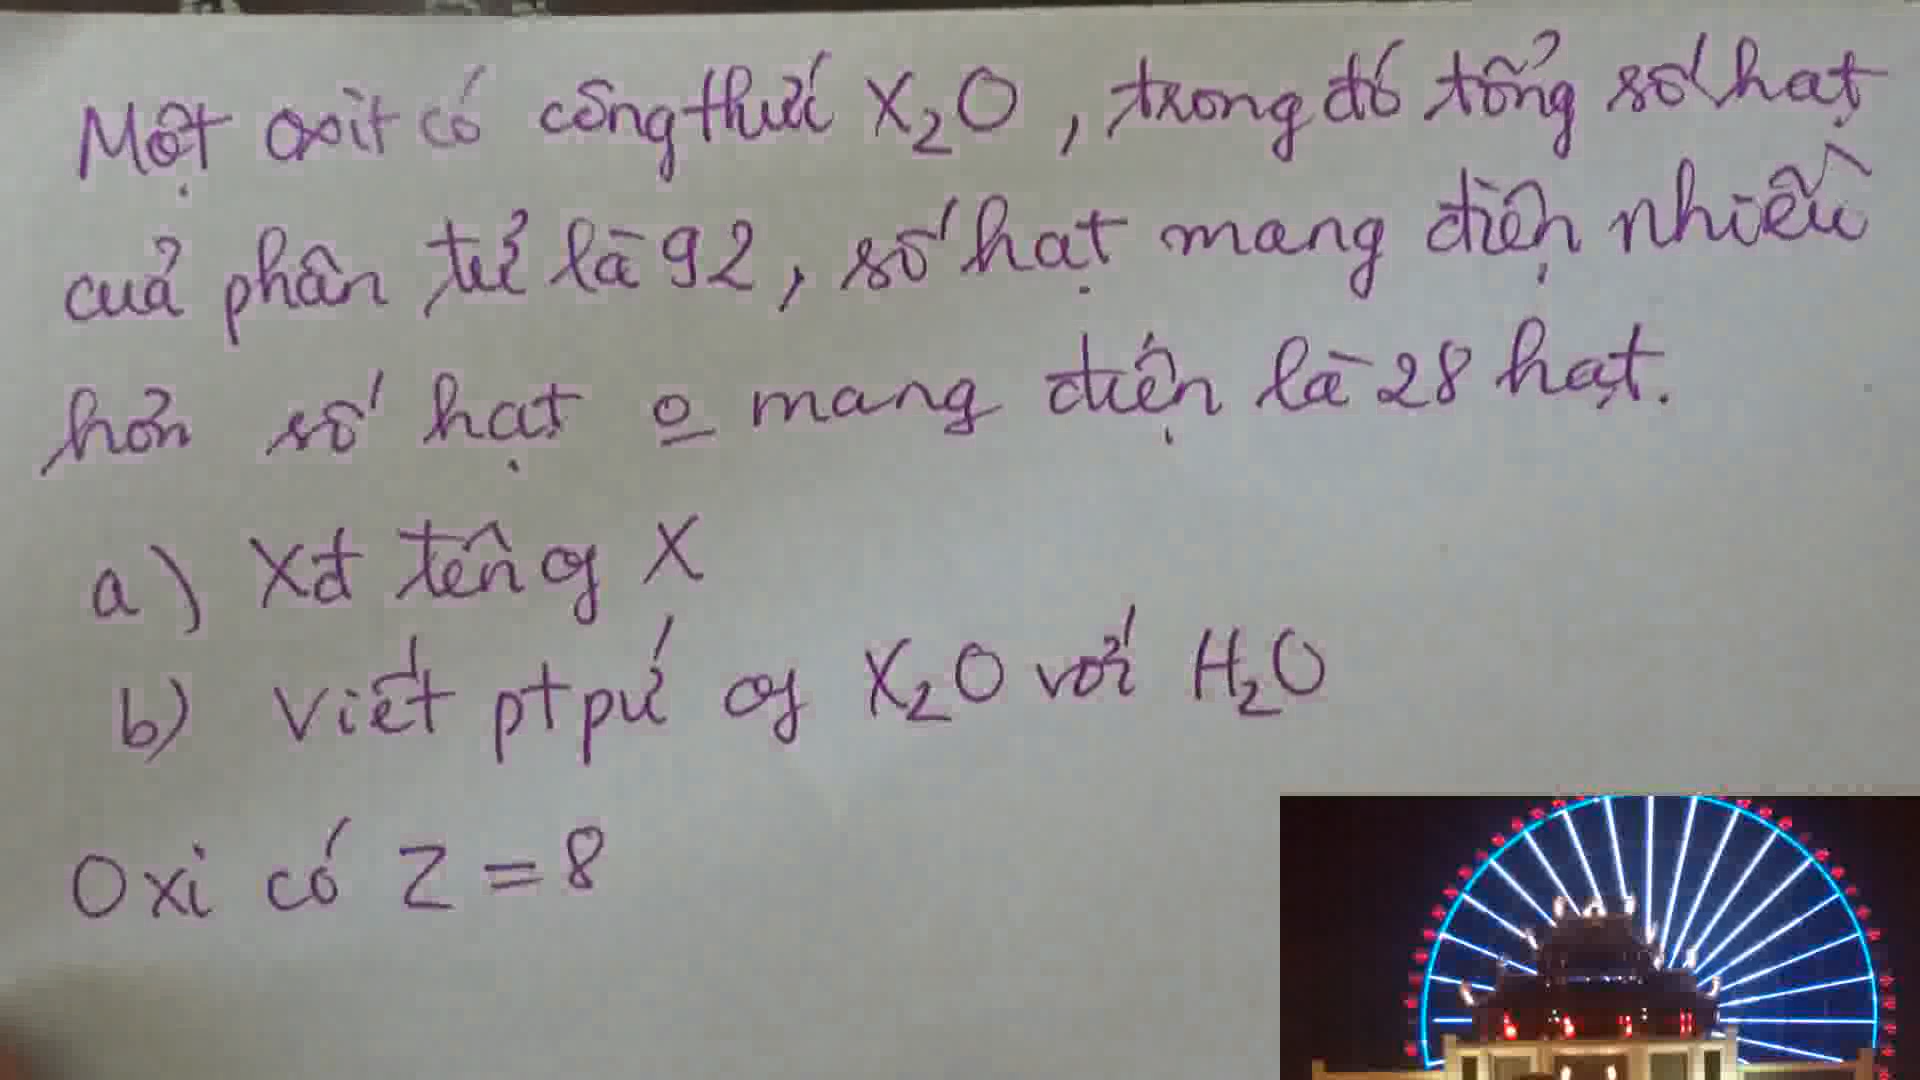 Một oxit có công thức X₂O, trong đó tổng số hạt
của phân tử là 92, số hạt mang điện nhiều
hơn số hạt o mang điện là 28 hạt.
a) Xđ tên of X
b) Viết ptpứ of X₂O với H₂O
Oxi có Z = 8